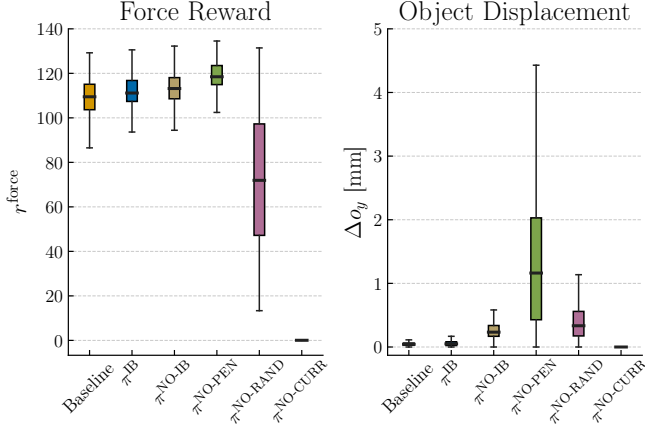 Force Reward
140
120
100
80
60
40
20
0
r^force
Baseline
π^IB
π^NO-IB
π^NO-PEN
π^NO-RAND
π^NO-CURR
Object Displacement
5
4
3
2
1
0
Δo_y [mm]
Baseline
π^IB
π^NO-IB
π^NO-PEN
π^NO-RAND
π^NO-CURR